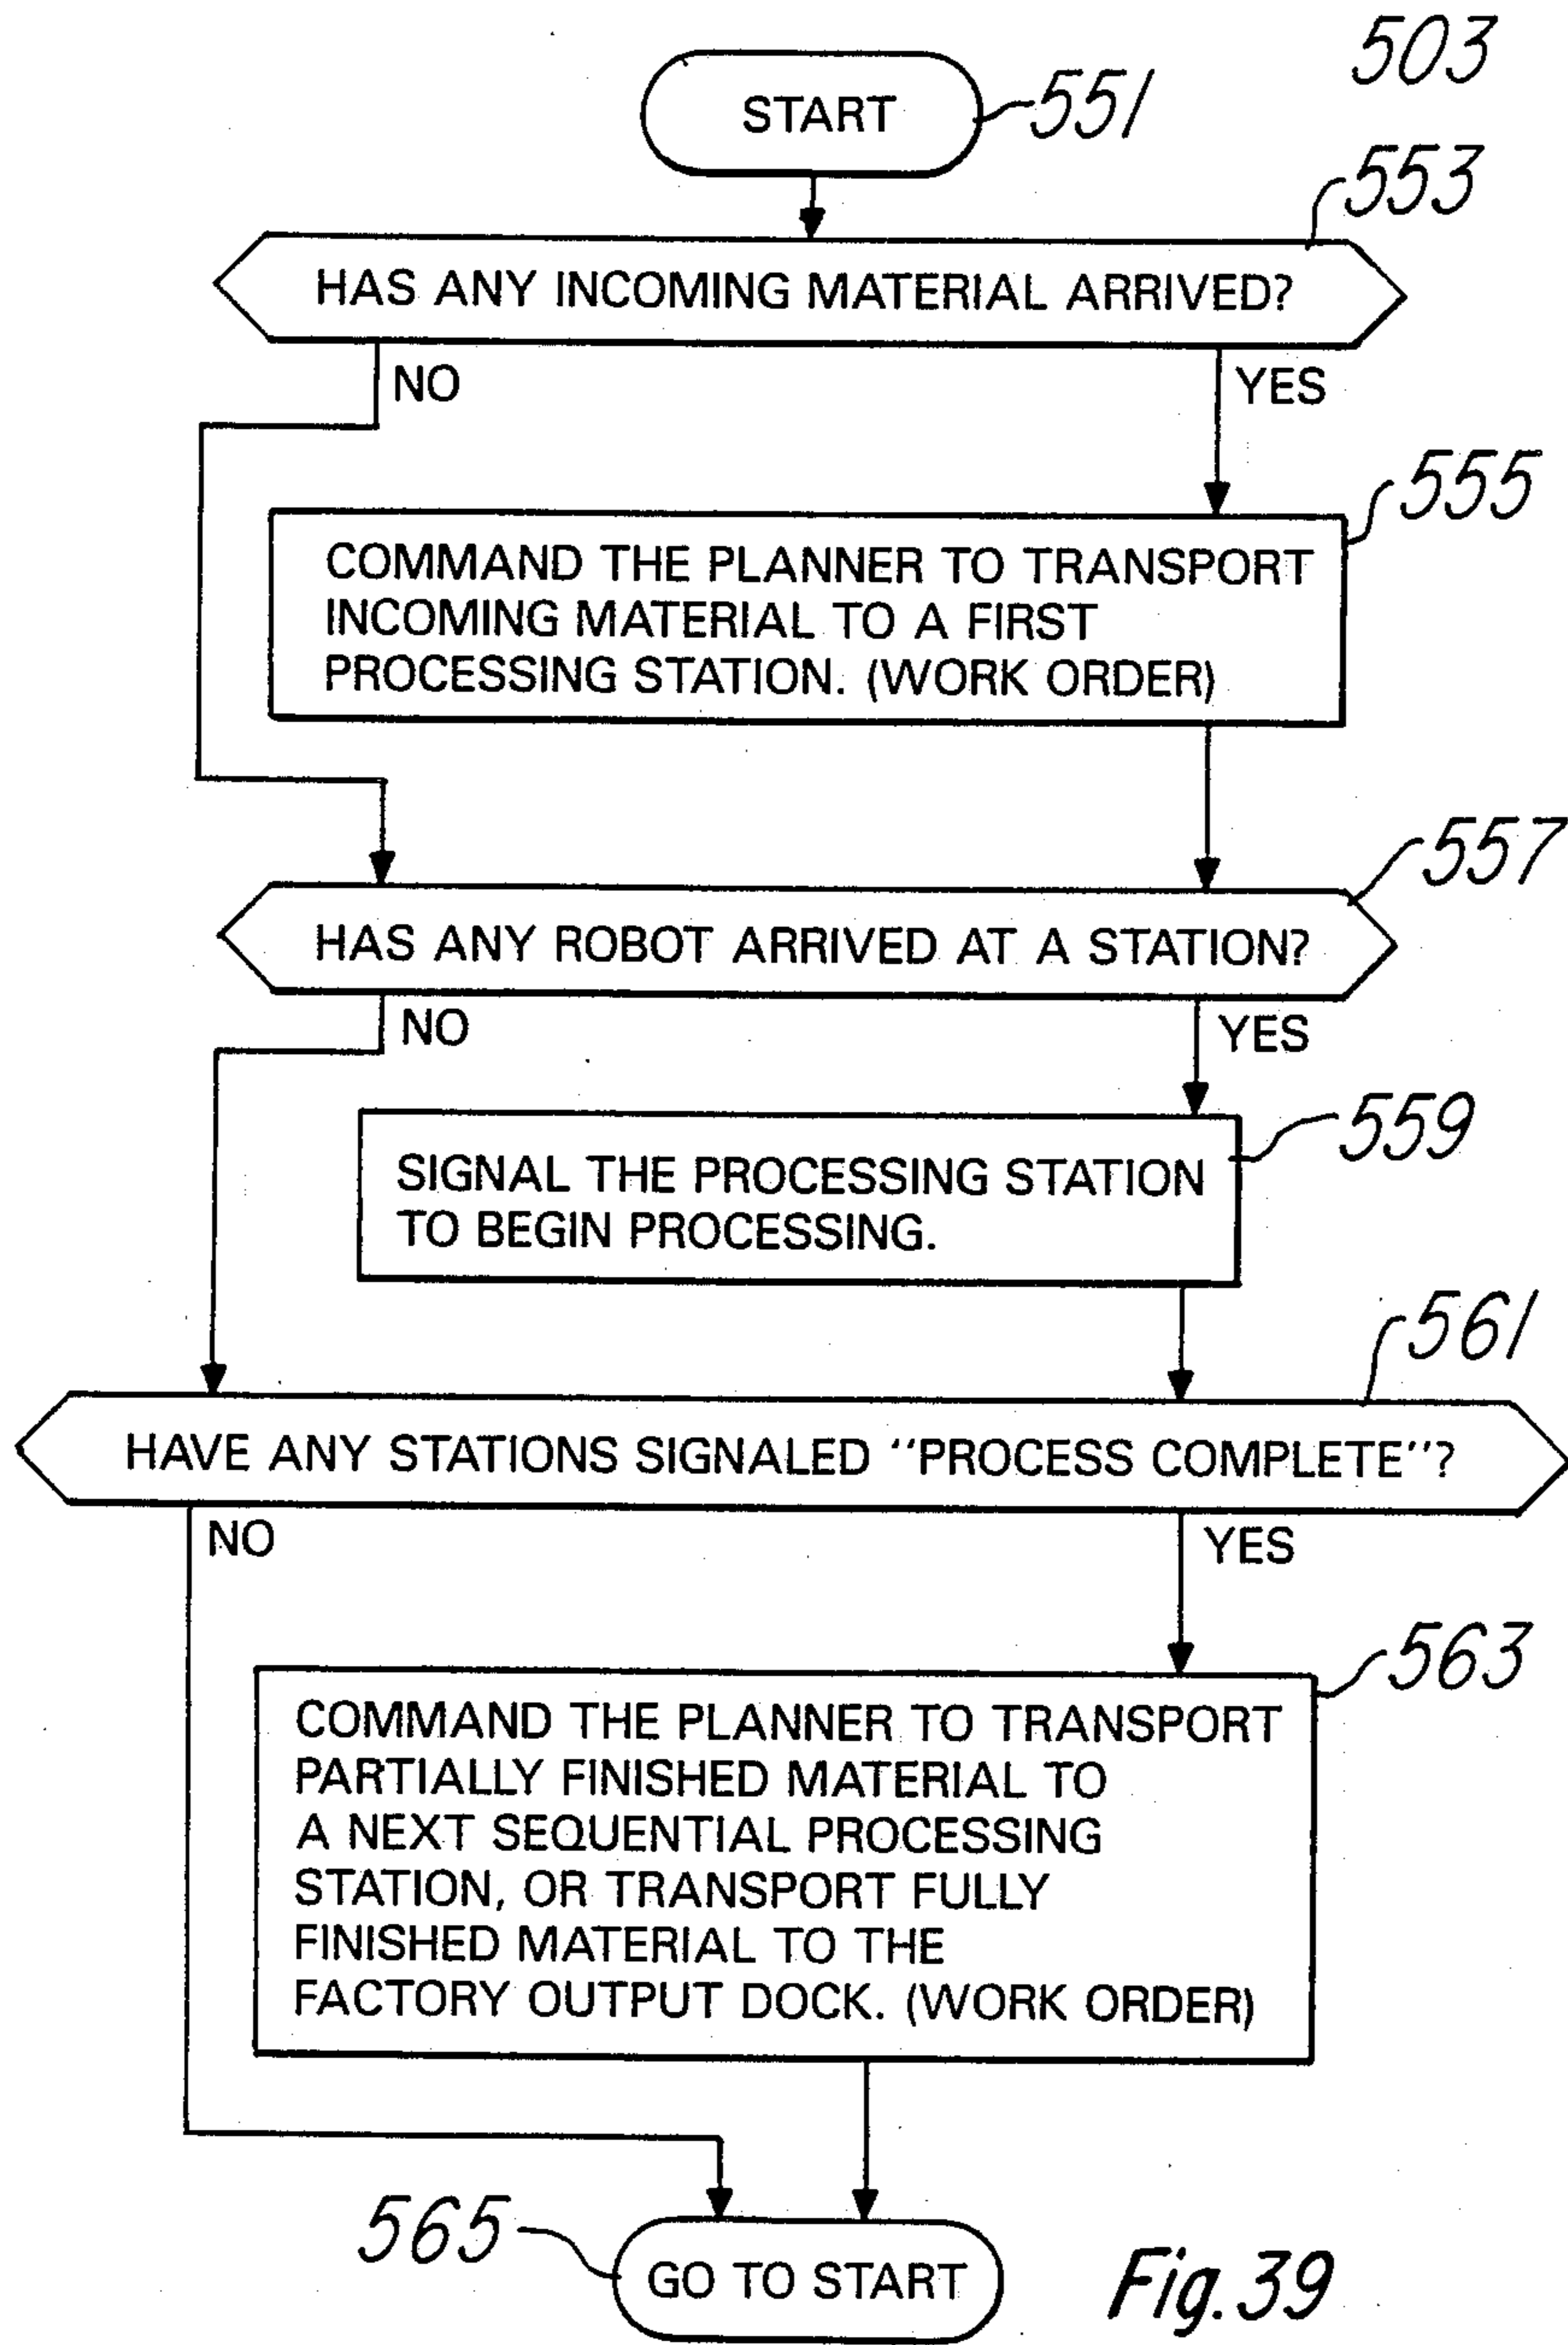 503
START
551
553
HAS ANY INCOMING MATERIAL ARRIVED?
NO
YES
555
COMMAND THE PLANNER TO TRANSPORT
INCOMING MATERIAL TO A FIRST
PROCESSING STATION. (WORK ORDER)
557
HAS ANY ROBOT ARRIVED AT A STATION?
NO
YES
559
SIGNAL THE PROCESSING STATION
TO BEGIN PROCESSING.
561
HAVE ANY STATIONS SIGNALED "PROCESS COMPLETE"?
NO
YES
563
COMMAND THE PLANNER TO TRANSPORT
PARTIALLY FINISHED MATERIAL TO
A NEXT SEQUENTIAL PROCESSING
STATION, OR TRANSPORT FULLY
FINISHED MATERIAL TO THE
FACTORY OUTPUT DOCK. (WORK ORDER)
565
GO TO START
Fig. 39